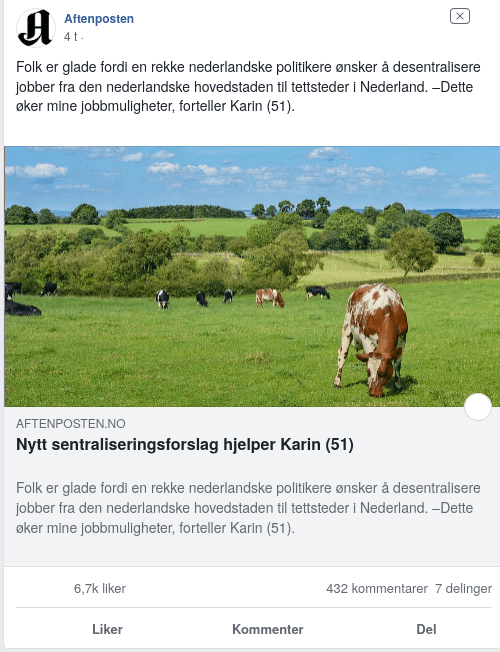 Aftenposten
4 t ·
Folk er glade fordi en rekke nederlandske politikere ønsker å desentralisere
jobber fra den nederlandske hovedstaden til tettsteder i Nederland. –Dette
øker mine jobbmuligheter, forteller Karin (51).
AFTENPOSTEN.NO
Nytt sentraliseringsforslag hjelper Karin (51)
Folk er glade fordi en rekke nederlandske politikere ønsker å desentralisere
jobber fra den nederlandske hovedstaden til tettsteder i Nederland. –Dette
øker mine jobbmuligheter, forteller Karin (51).
6,7k liker 432 kommentarer 7 delinger
Liker Kommenter Del